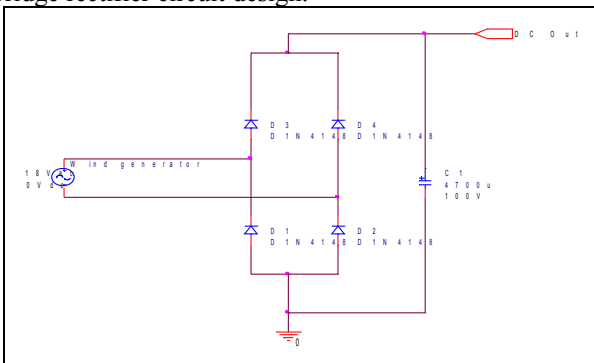 ridge rectifier circuit design.
DC Out
D3
D1N4148
D4
D1N4148
Wind generator
18Vac
0Vdc
C1
4700u
100V
D1
D1N4148
D2
D1N4148
0